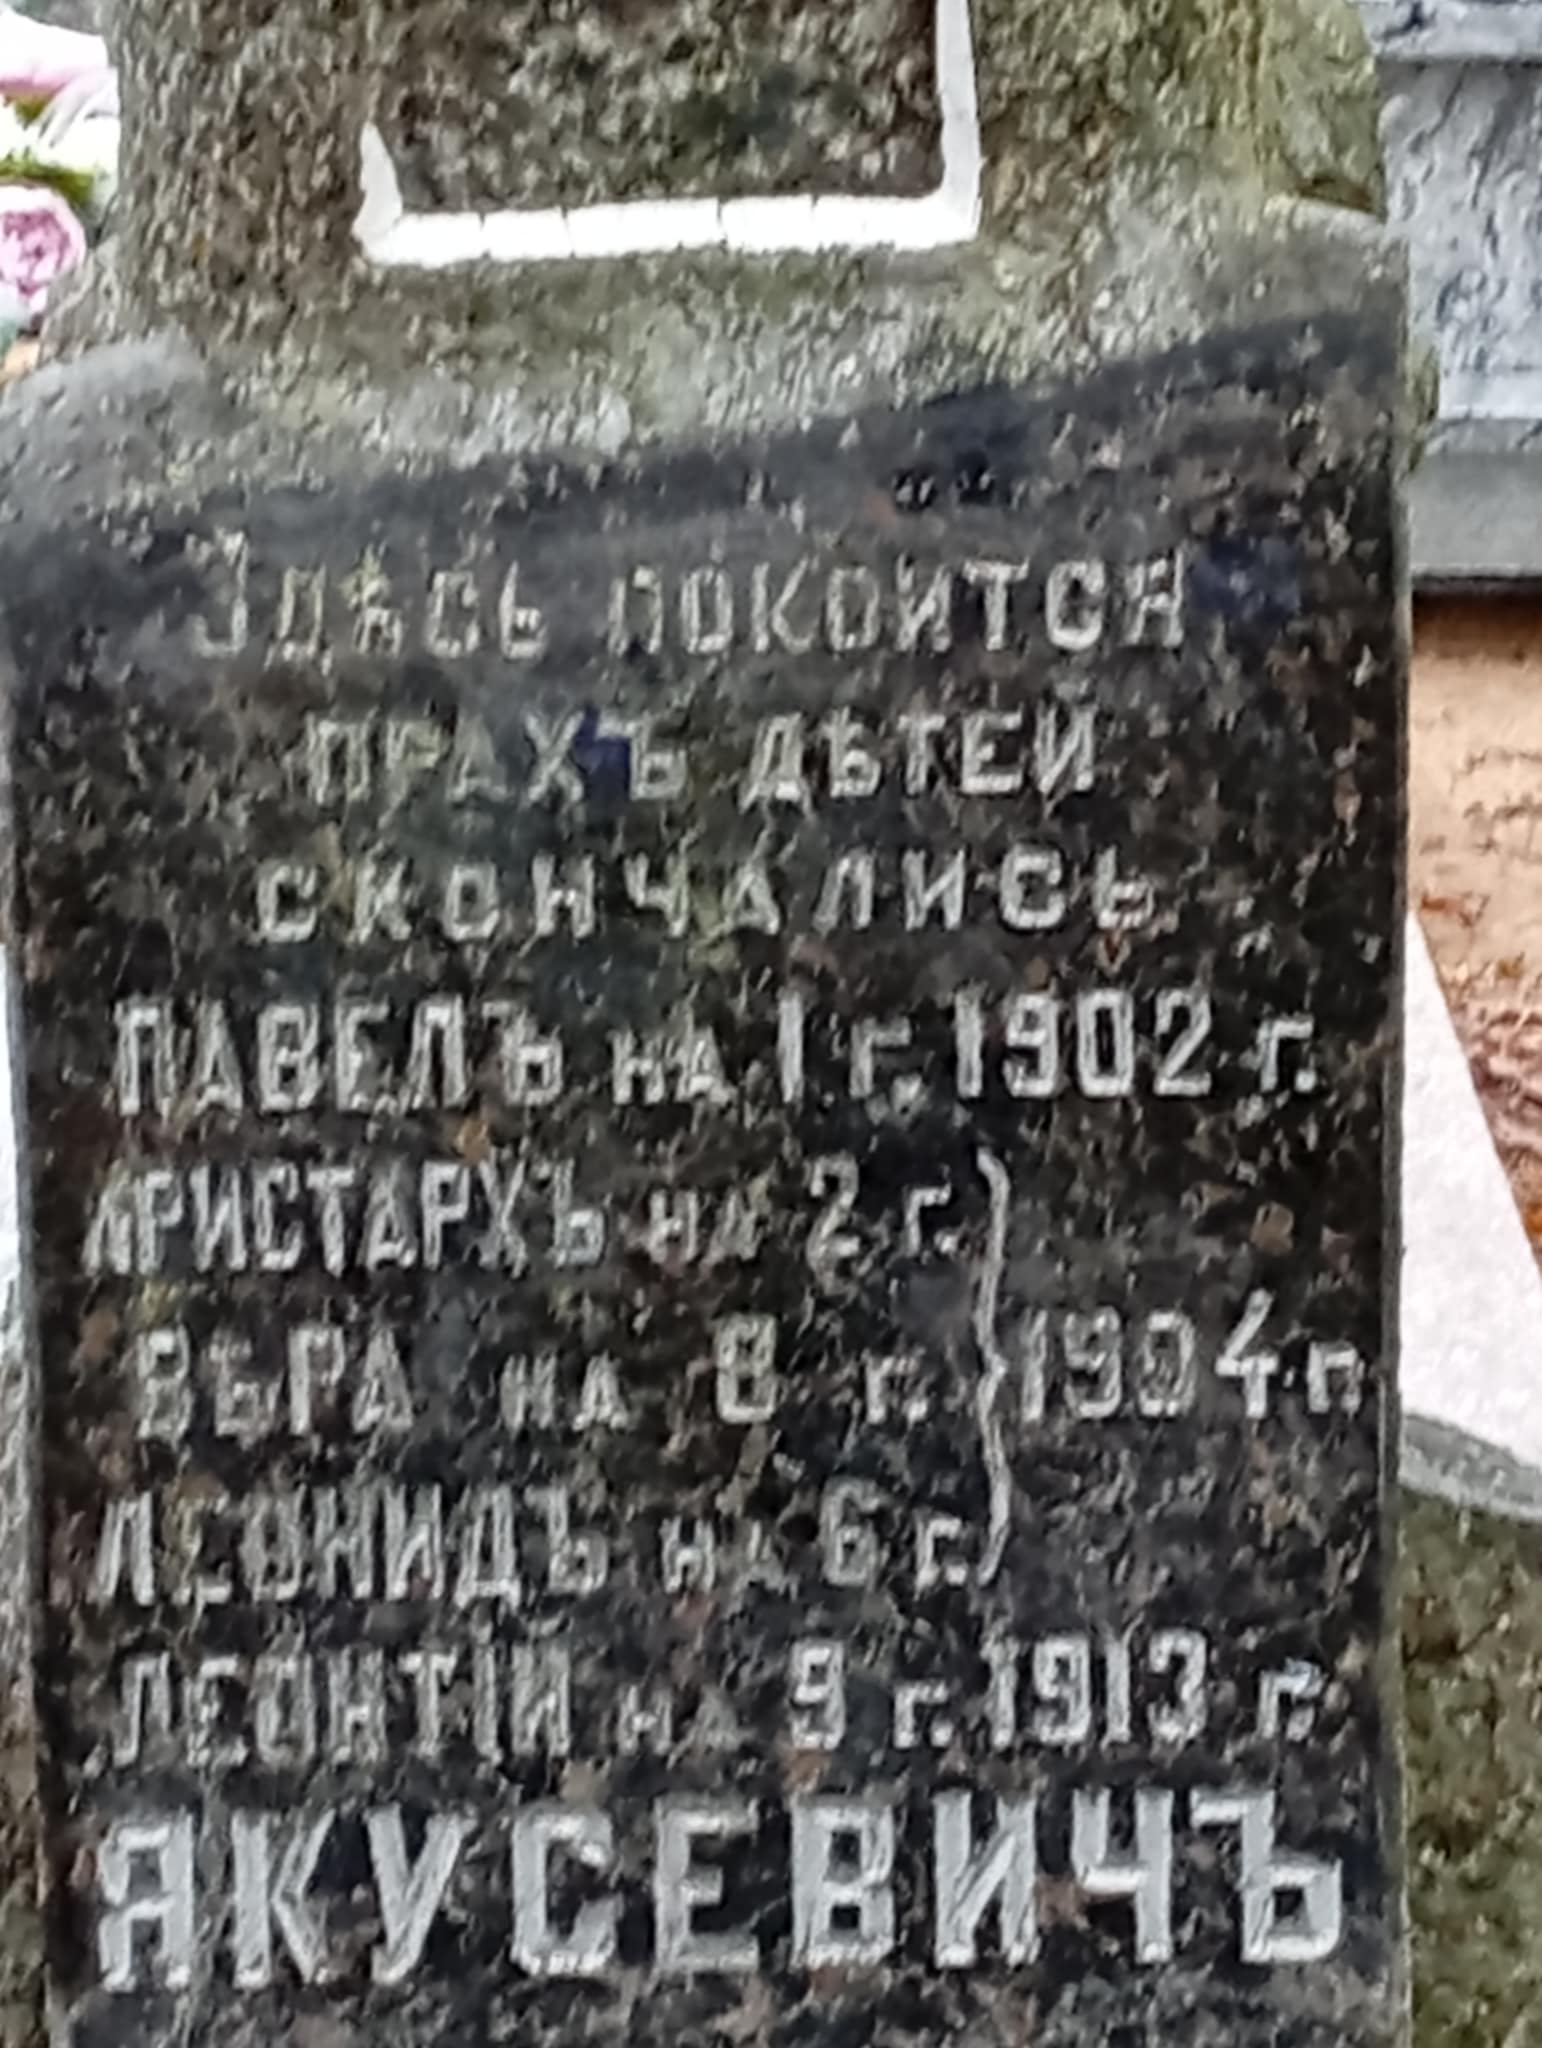 Здѣсь покоится
прахъ дѣтей
скончались
Павелъ на 1 г. 1902 г.
Аристархъ на 2 г.
Вѣра на 8 г. 1904 г.
Леонидъ на 6 г.
Леонтій на 9 г. 1913 г.
ЯКУСЕВИЧЪ